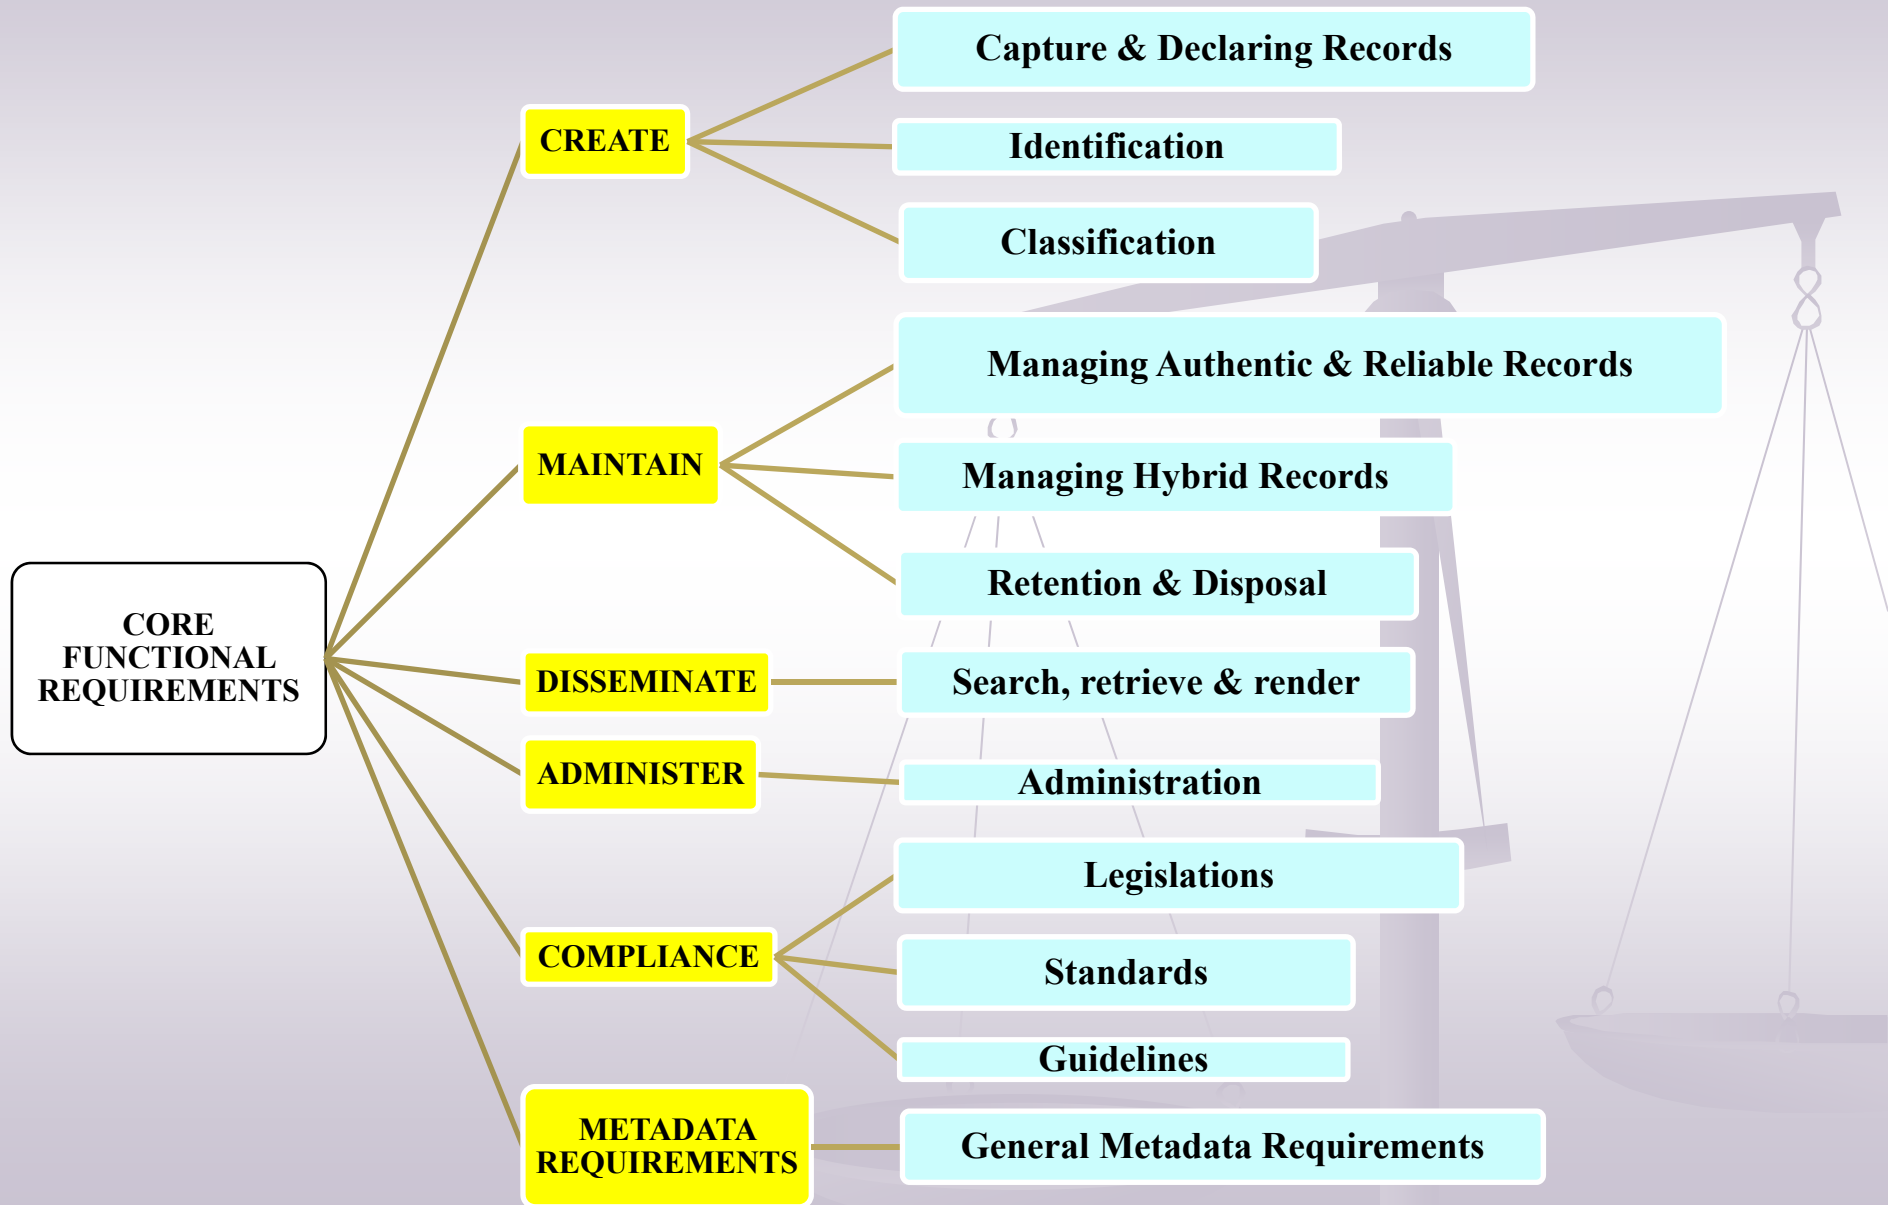 CORE
FUNCTIONAL
REQUIREMENTS
CREATE
Capture & Declaring Records
Identification
Classification
MAINTAIN
Managing Authentic & Reliable Records
Managing Hybrid Records
Retention & Disposal
DISSEMINATE
Search, retrieve & render
ADMINISTER
Administration
COMPLIANCE
Legislations
Standards
Guidelines
METADATA
REQUIREMENTS
General Metadata Requirements